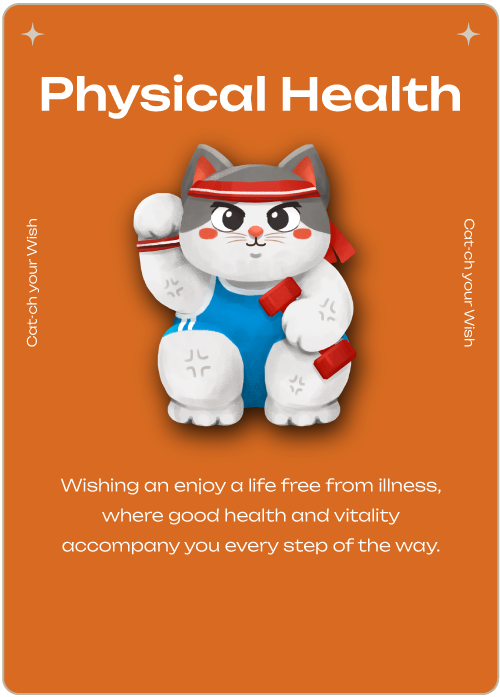 Physical Health
Cat·ch your Wish
Cat·ch your Wish
Wishing an enjoy a life free from illness,
where good health and vitality
accompany you every step of the way.